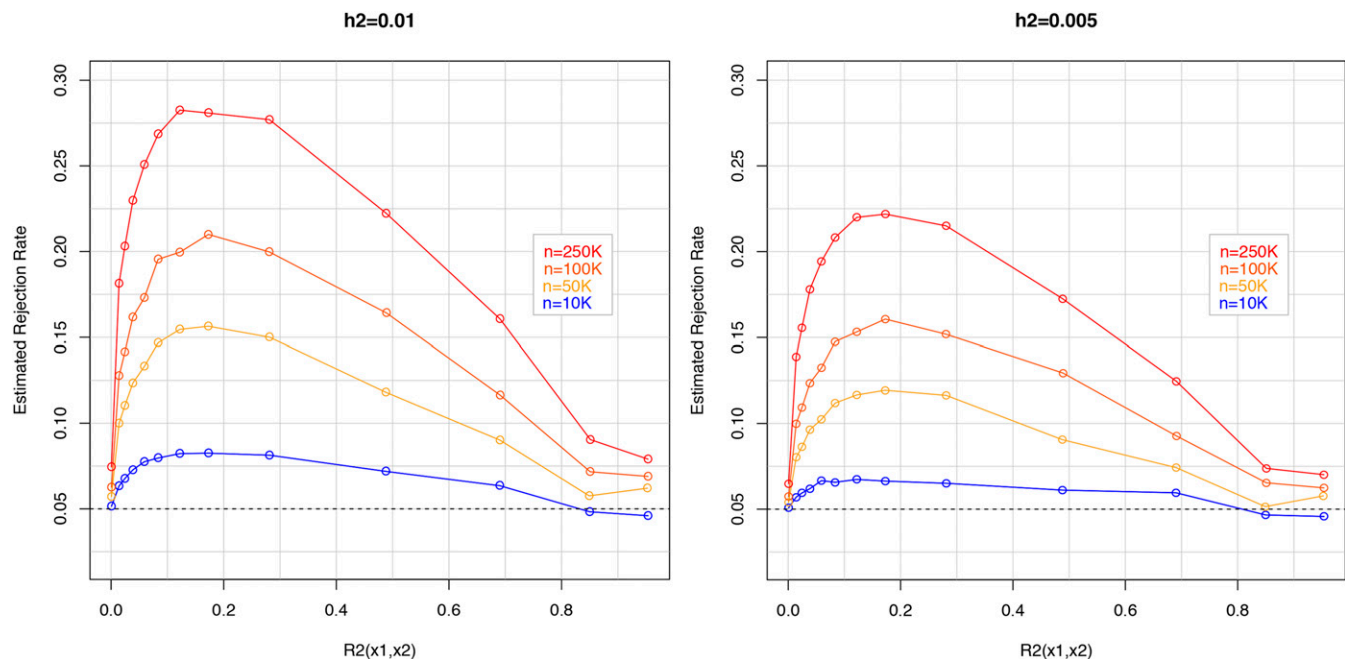 h2=0.01
Estimated Rejection Rate
0.30
0.25
0.20
0.15
0.10
0.05
n=250K
n=100K
n=50K
n=10K
0.0 0.2 0.4 0.6 0.8
R2(x1,x2)
h2=0.005
Estimated Rejection Rate
0.30
0.25
0.20
0.15
0.10
0.05
n=250K
n=100K
n=50K
n=10K
0.0 0.2 0.4 0.6 0.8
R2(x1,x2)